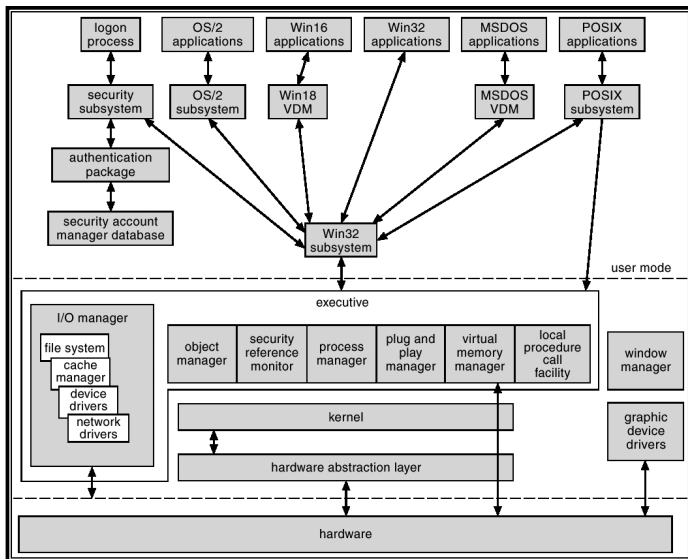 logon
process
OS/2
applications
Win16
applications
Win32
applications
MSDOS
applications
POSIX
applications
security
subsystem
OS/2
subsystem
Win18
VDM
MSDOS
VDM
POSIX
subsystem
authentication
package
security account
manager database
Win32
subsystem
user mode
executive
I/O manager
file system
cache
manager
device
drivers
network
drivers
object
manager
security
reference
monitor
process
manager
plug and
play
manager
virtual
memory
manager
local
procedure
call
facility
window
manager
kernel
graphic
device
drivers
hardware abstraction layer
hardware